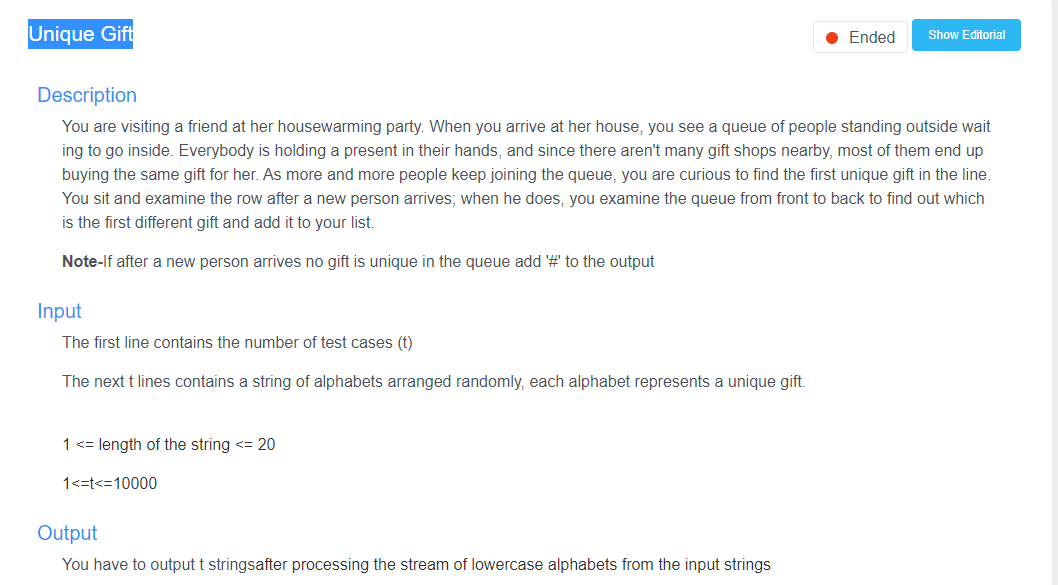 Unique Gift
Ended
Show Editorial
Description
You are visiting a friend at her housewarming party. When you arrive at her house, you see a queue of people standing outside wait
ing to go inside. Everybody is holding a present in their hands, and since there aren't many gift shops nearby, most of them end up
buying the same gift for her. As more and more people keep joining the queue, you are curious to find the first unique gift in the line.
You sit and examine the row after a new person arrives; when he does, you examine the queue from front to back to find out which
is the first different gift and add it to your list.
Note-If after a new person arrives no gift is unique in the queue add '#' to the output
Input
The first line contains the number of test cases (t)
The next t lines contains a string of alphabets arranged randomly, each alphabet represents a unique gift.
1 <= length of the string <= 20
1<=t<=10000
Output
You have to output t stringsafter processing the stream of lowercase alphabets from the input strings